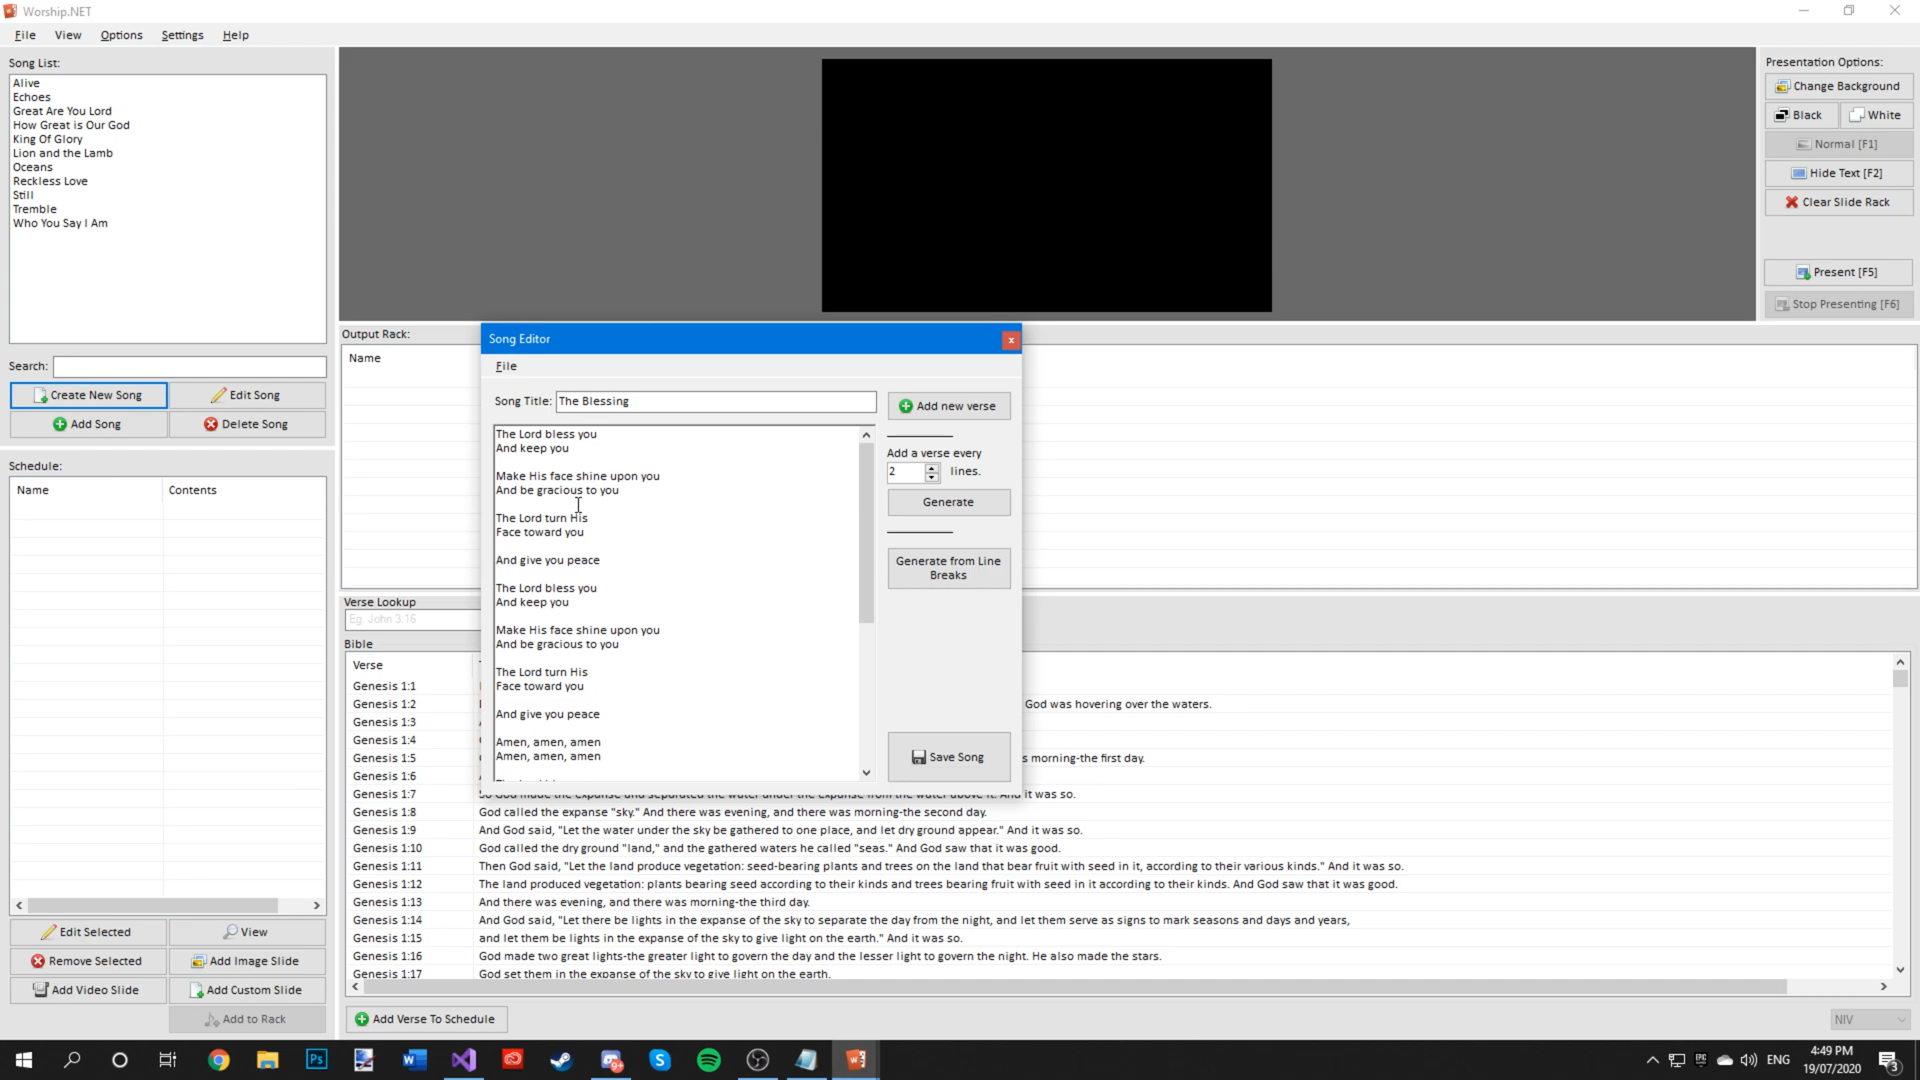 Worship.NET
File View Options Settings Help
Song List:
Alive
Echoes
Great Are You Lord
How Great is Our God
King Of Glory
Lion and the Lamb
Oceans
Reckless Love
Still
Tremble
Who You Say I Am
Search:
Create New Song
Edit Song
Add Song
Delete Song
Schedule:
Name Contents
Edit Selected
View
Remove Selected
Add Image Slide
Add Video Slide
Add Custom Slide
Add to Rack
Presentation Options:
Change Background
Black
White
Normal [F1]
Hide Text [F2]
Clear Slide Rack
Present [F5]
Stop Presenting [F6]
Output Rack:
Name
Song Editor
x
File
Song Title: The Blessing
Add new verse
The Lord bless you
And keep you
Make His face shine upon you
And be gracious to you
The Lord turn His
Face toward you
And give you peace
The Lord bless you
And keep you
Make His face shine upon you
And be gracious to you
The Lord turn His
Face toward you
And give you peace
Amen, amen, amen
Amen, amen, amen
Add a verse every
2 lines.
Generate
Generate from Line
Breaks
Save Song
Verse Lookup
Eg. John 3:16
Bible
Verse
Genesis 1:1
Genesis 1:2 God was hovering over the waters.
Genesis 1:3
Genesis 1:4
Genesis 1:5 s morning-the first day.
Genesis 1:6
Genesis 1:7 So God made the expanse and separated the water under the expanse from the water above it. And it was so.
Genesis 1:8 God called the expanse "sky." And there was evening, and there was morning-the second day.
Genesis 1:9 And God said, "Let the water under the sky be gathered to one place, and let dry ground appear." And it was so.
Genesis 1:10 God called the dry ground "land," and the gathered waters he called "seas." And God saw that it was good.
Genesis 1:11 Then God said, "Let the land produce vegetation: seed-bearing plants and trees on the land that bear fruit with seed in it, according to their various kinds." And it was so.
Genesis 1:12 The land produced vegetation: plants bearing seed according to their kinds and trees bearing fruit with seed in it according to their kinds. And God saw that it was good.
Genesis 1:13 And there was evening, and there was morning-the third day.
Genesis 1:14 And God said, "Let there be lights in the expanse of the sky to separate the day from the night, and let them serve as signs to mark seasons and days and years,
Genesis 1:15 and let them be lights in the expanse of the sky to give light on the earth." And it was so.
Genesis 1:16 God made two great lights-the greater light to govern the day and the lesser light to govern the night. He also made the stars.
Genesis 1:17 God set them in the expanse of the sky to give light on the earth.
Add Verse To Schedule
NIV
Ps
ENG
4:49 PM
19/07/2020
3